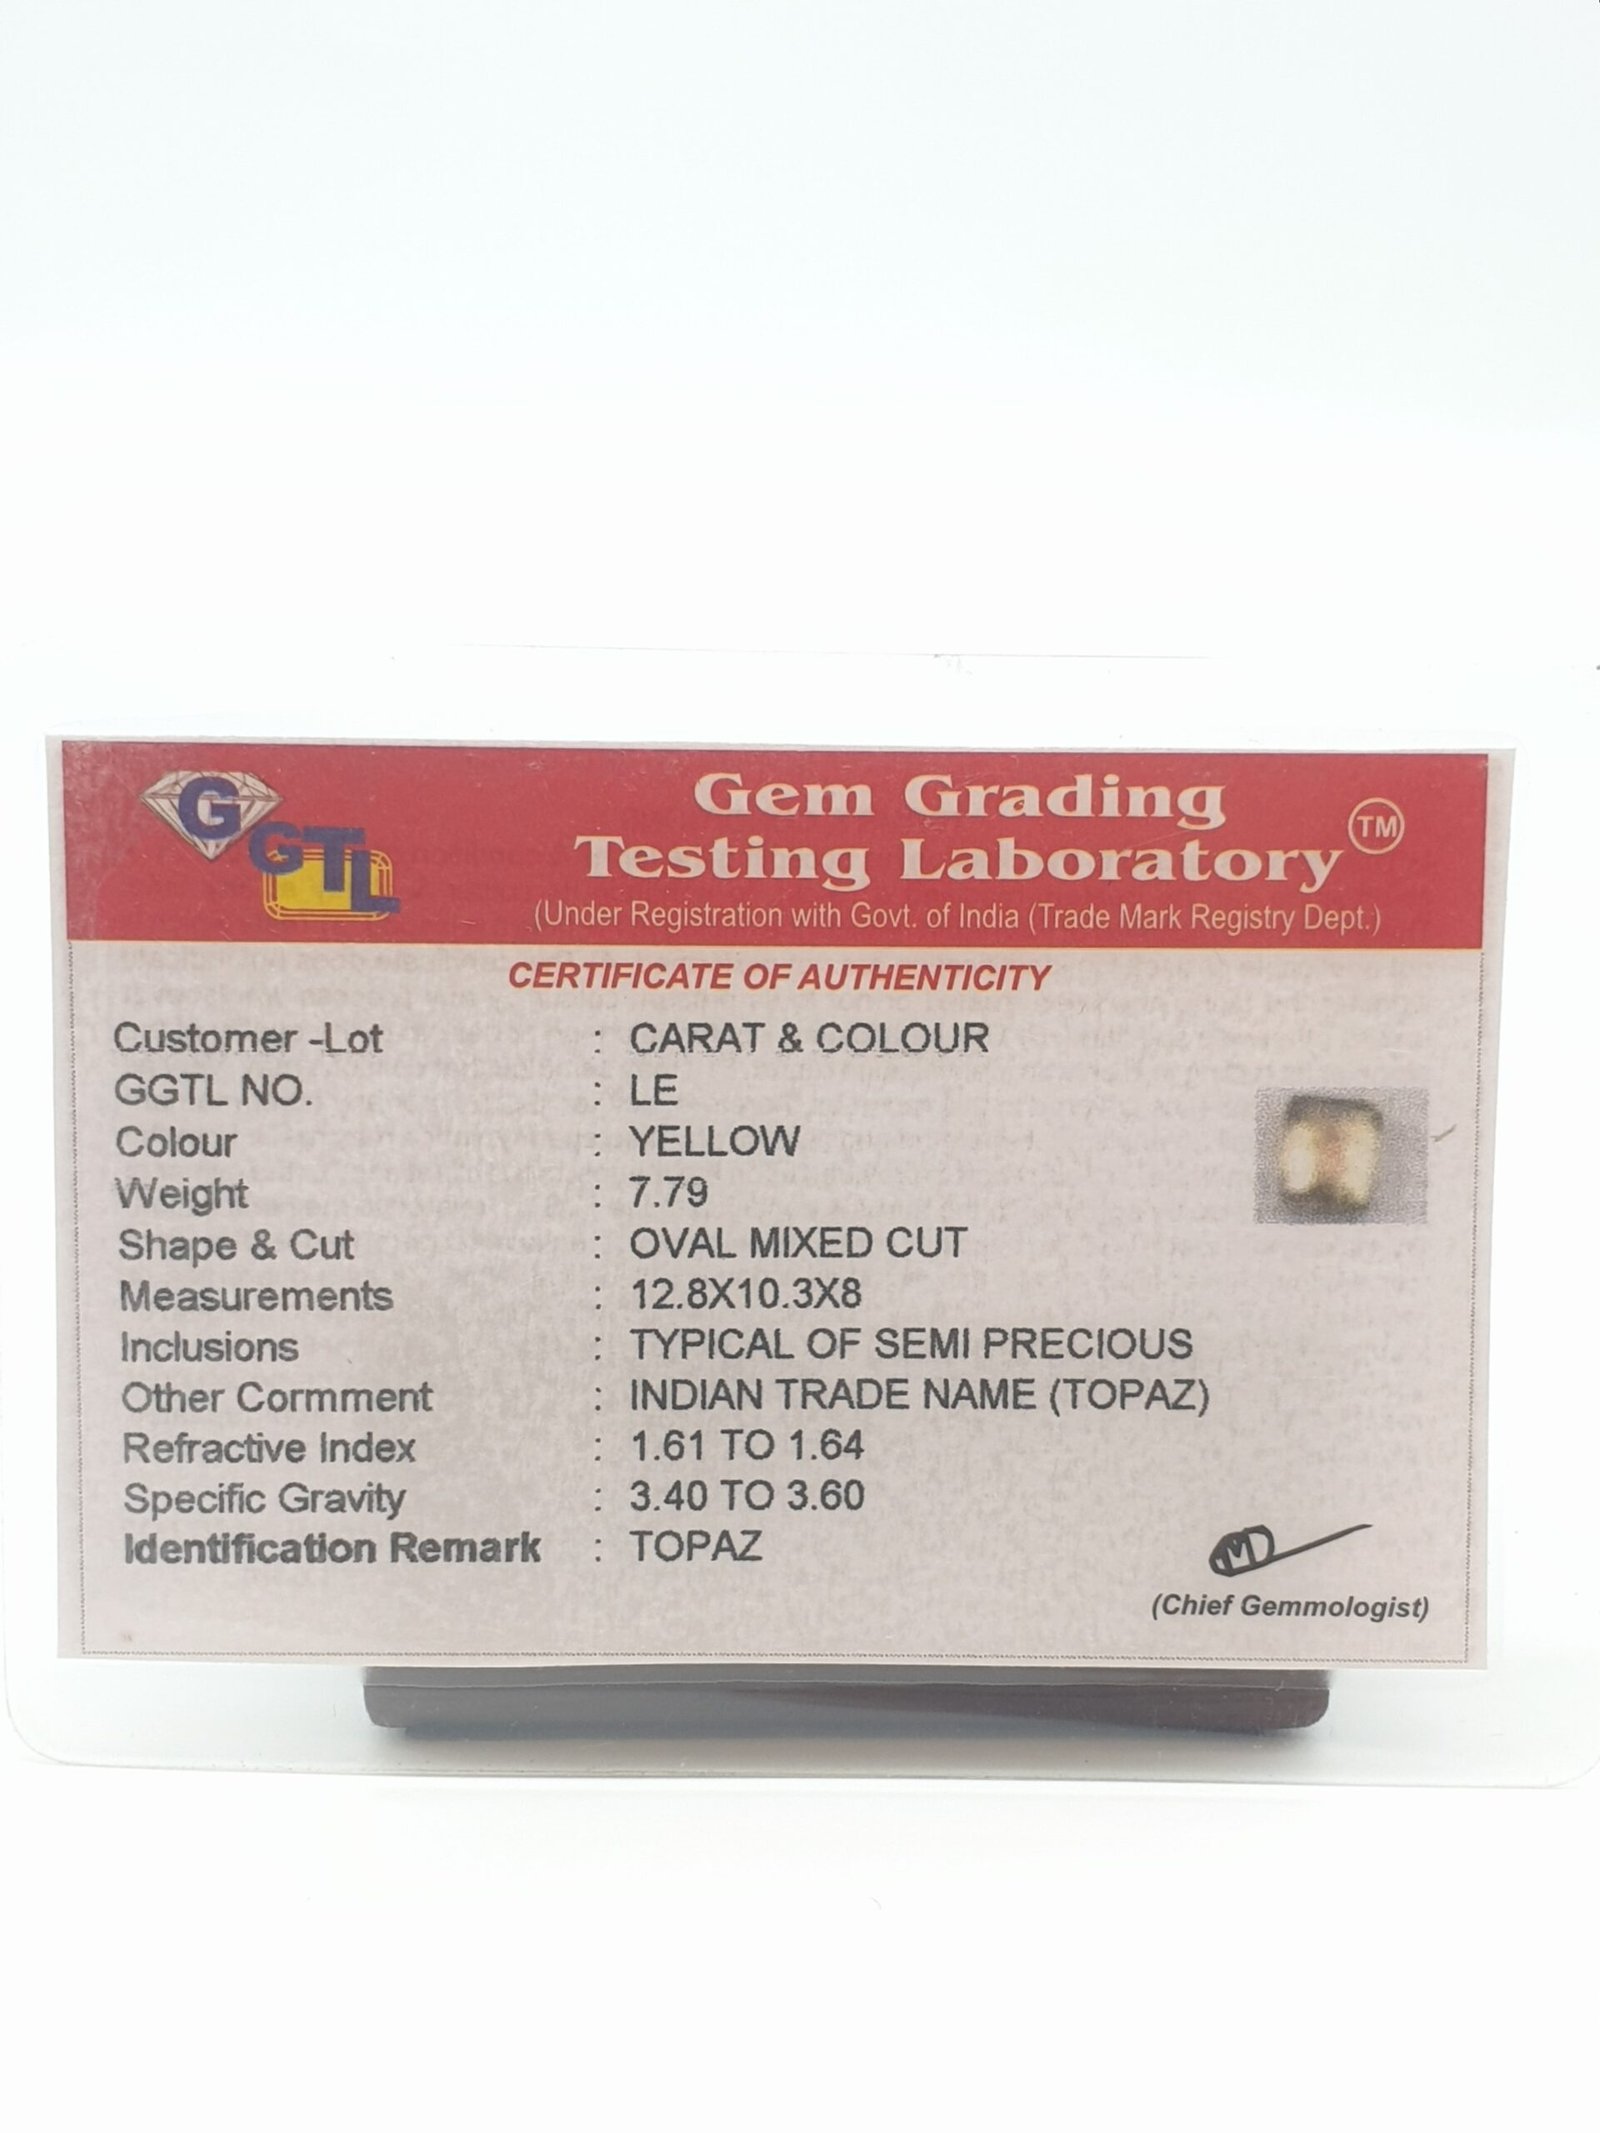 G
GTL
Gem Grading
Testing Laboratory TM
(Under Registration with Govt. of India (Trade Mark Registry Dept.)
CERTIFICATE OF AUTHENTICITY
Customer -Lot : CARAT & COLOUR
GGTL NO. : LE
Colour : YELLOW
Weight : 7.79
Shape & Cut : OVAL MIXED CUT
Measurements : 12.8X10.3X8
Inclusions : TYPICAL OF SEMI PRECIOUS
Other Cormment : INDIAN TRADE NAME (TOPAZ)
Refractive Index : 1.61 TO 1.64
Specific Gravity : 3.40 TO 3.60
Identification Remark : TOPAZ
(Chief Gemmologist)